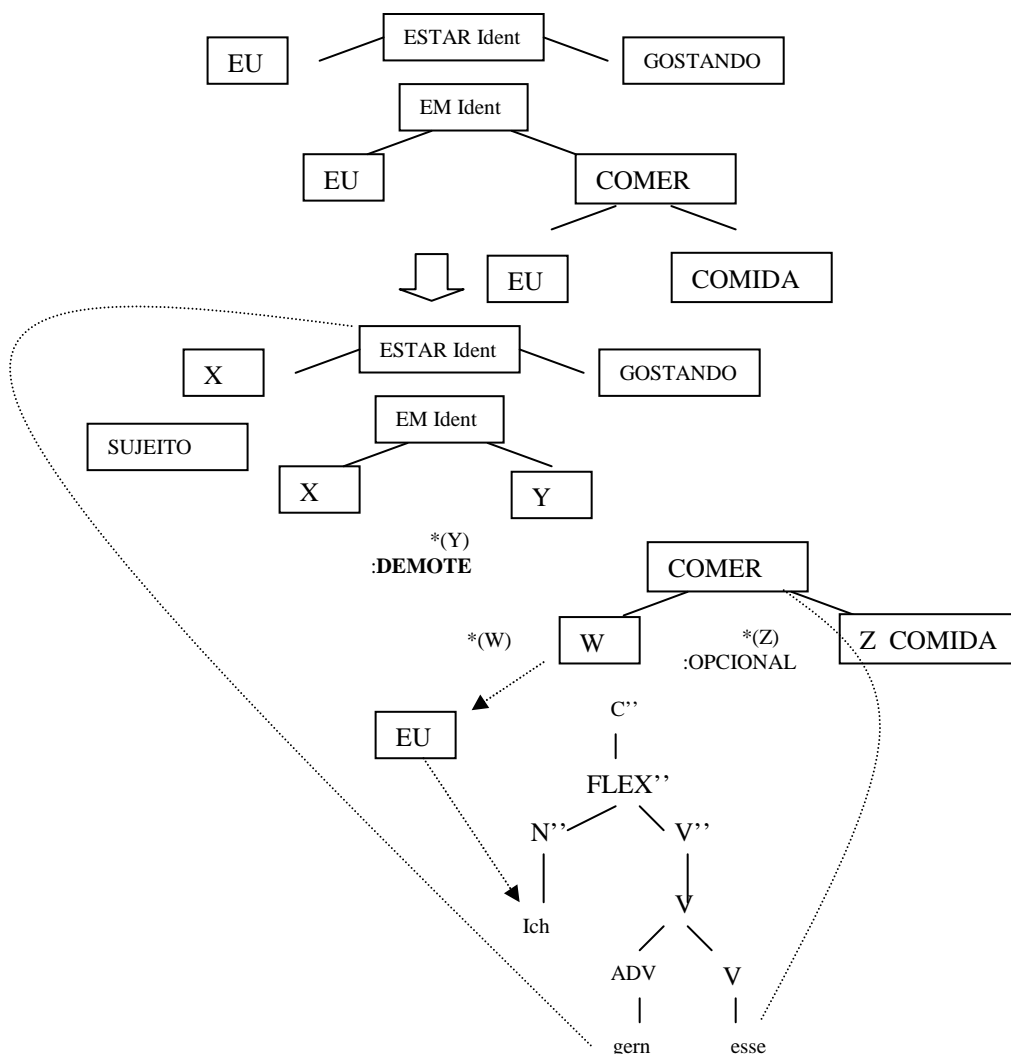 ESTAR Ident
EU
GOSTANDO
EM Ident
EU
COMER
EU
COMIDA
ESTAR Ident
X
GOSTANDO
EM Ident
SUJEITO
X
Y
*(Y)
:DEMOTE
COMER
*(W)
W
*(Z)
:OPCIONAL
Z COMIDA
EU
C’’
FLEX’’
N’’
V’’
V
Ich
ADV
V
gern
esse